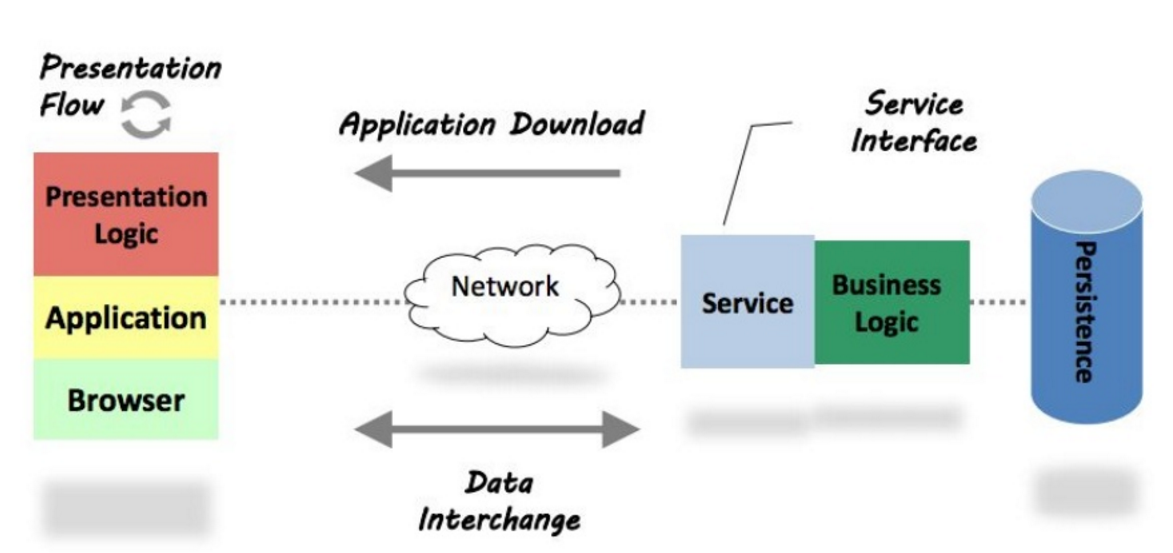 Presentation
Flow
Application Download
Service
Interface
Presentation
Logic
Application
Browser
Network
Service
Business
Logic
Persistence
Data
Interchange